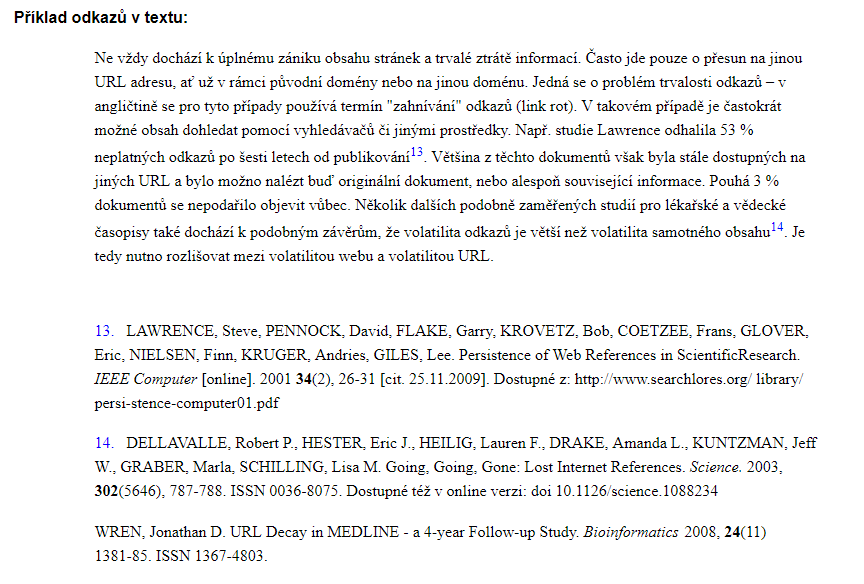 Příklad odkazů v textu:
Ne vždy dochází k úplnému zániku obsahu stránek a trvalé ztrátě informací. Často jde pouze o přesun na jinou
URL adresu, ať už v rámci původní domény nebo na jinou doménu. Jedná se o problém trvalosti odkazů – v
angličtině se pro tyto případy používá termín "zahnívání" odkazů (link rot). V takovém případě je častokrát
možné obsah dohledat pomocí vyhledávačů či jinými prostředky. Např. studie Lawrence odhalila 53 %
neplatných odkazů po šesti letech od publikování13. Většina z těchto dokumentů však byla stále dostupných na
jiných URL a bylo možno nalézt buď originální dokument, nebo alespoň související informace. Pouhá 3 %
dokumentů se nepodařilo objevit vůbec. Několik dalších podobně zaměřených studií pro lékařské a vědecké
časopisy také dochází k podobným závěrům, že volatilita odkazů je větší než volatilita samotného obsahu14. Je
tedy nutno rozlišovat mezi volatilitou webu a volatilitou URL.
13. LAWRENCE, Steve, PENNOCK, David, FLAKE, Garry, KROVETZ, Bob, COETZEE, Frans, GLOVER,
Eric, NIELSEN, Finn, KRUGER, Andries, GILES, Lee. Persistence of Web References in ScientificResearch.
IEEE Computer [online]. 2001 34(2), 26-31 [cit. 25.11.2009]. Dostupné z: http://www.searchlores.org/ library/
persi-stence-computer01.pdf
14. DELLAVALLE, Robert P., HESTER, Eric J., HEILIG, Lauren F., DRAKE, Amanda L., KUNTZMAN, Jeff
W., GRABER, Marla, SCHILLING, Lisa M. Going, Going, Gone: Lost Internet References. Science. 2003,
302(5646), 787-788. ISSN 0036-8075. Dostupné též v online verzi: doi 10.1126/science.1088234
WREN, Jonathan D. URL Decay in MEDLINE - a 4-year Follow-up Study. Bioinformatics 2008, 24(11)
1381-85. ISSN 1367-4803.